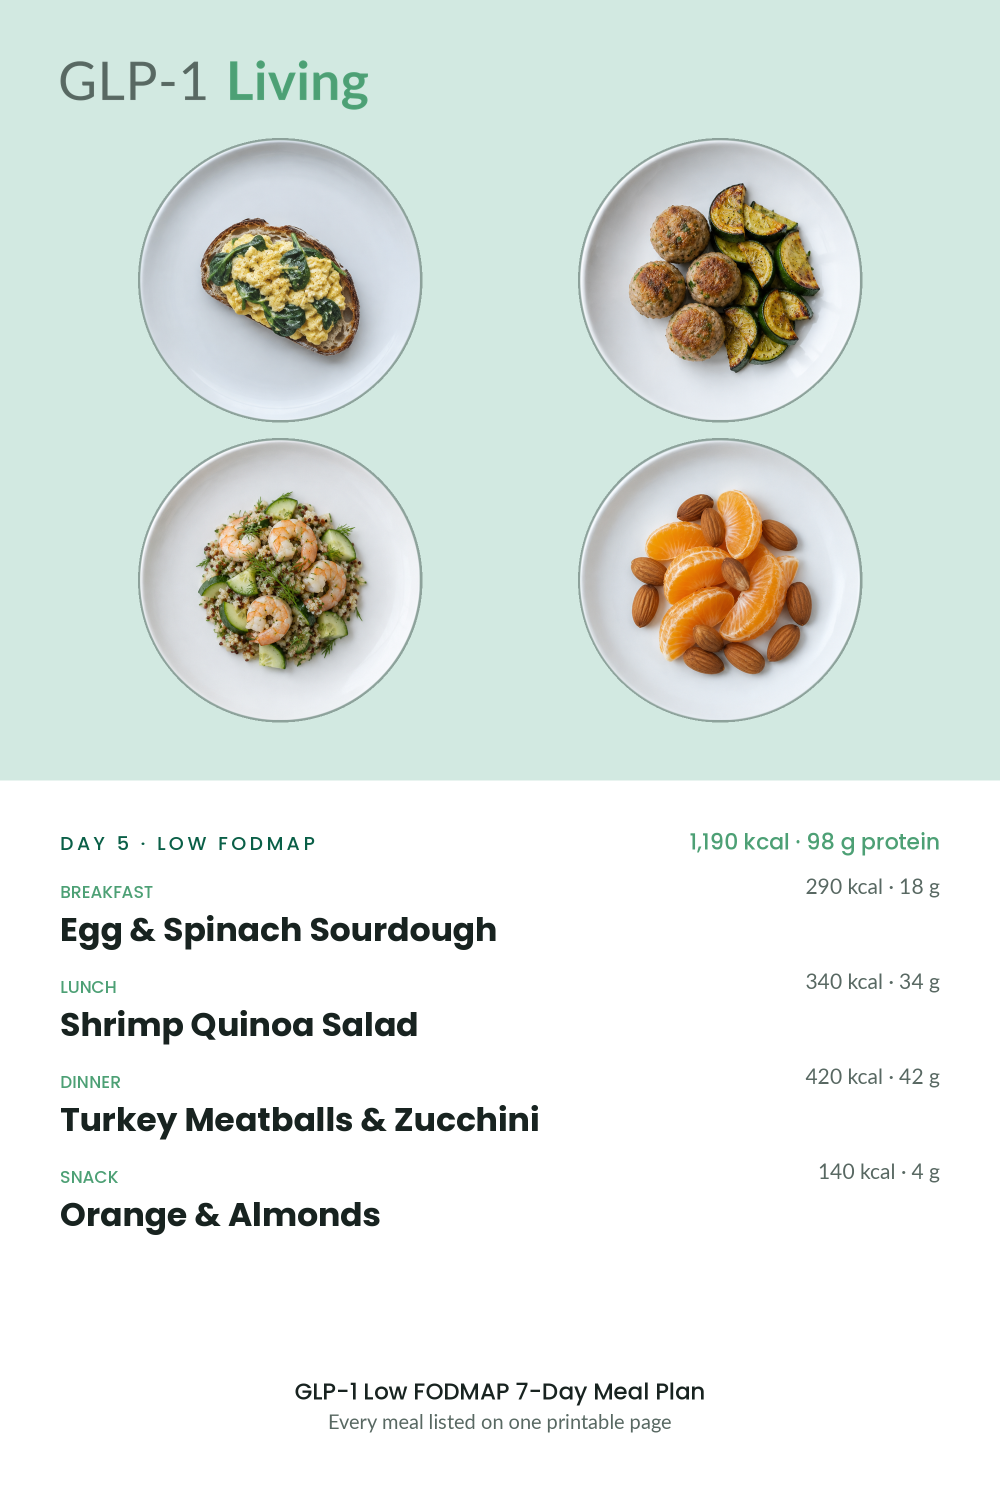 GLP-1 Living
DAY 5 · LOW FODMAP
1,190 kcal · 98 g protein
BREAKFAST
290 kcal · 18 g
Egg & Spinach Sourdough
LUNCH
340 kcal · 34 g
Shrimp Quinoa Salad
DINNER
420 kcal · 42 g
Turkey Meatballs & Zucchini
SNACK
140 kcal · 4 g
Orange & Almonds
GLP-1 Low FODMAP 7-Day Meal Plan
Every meal listed on one printable page